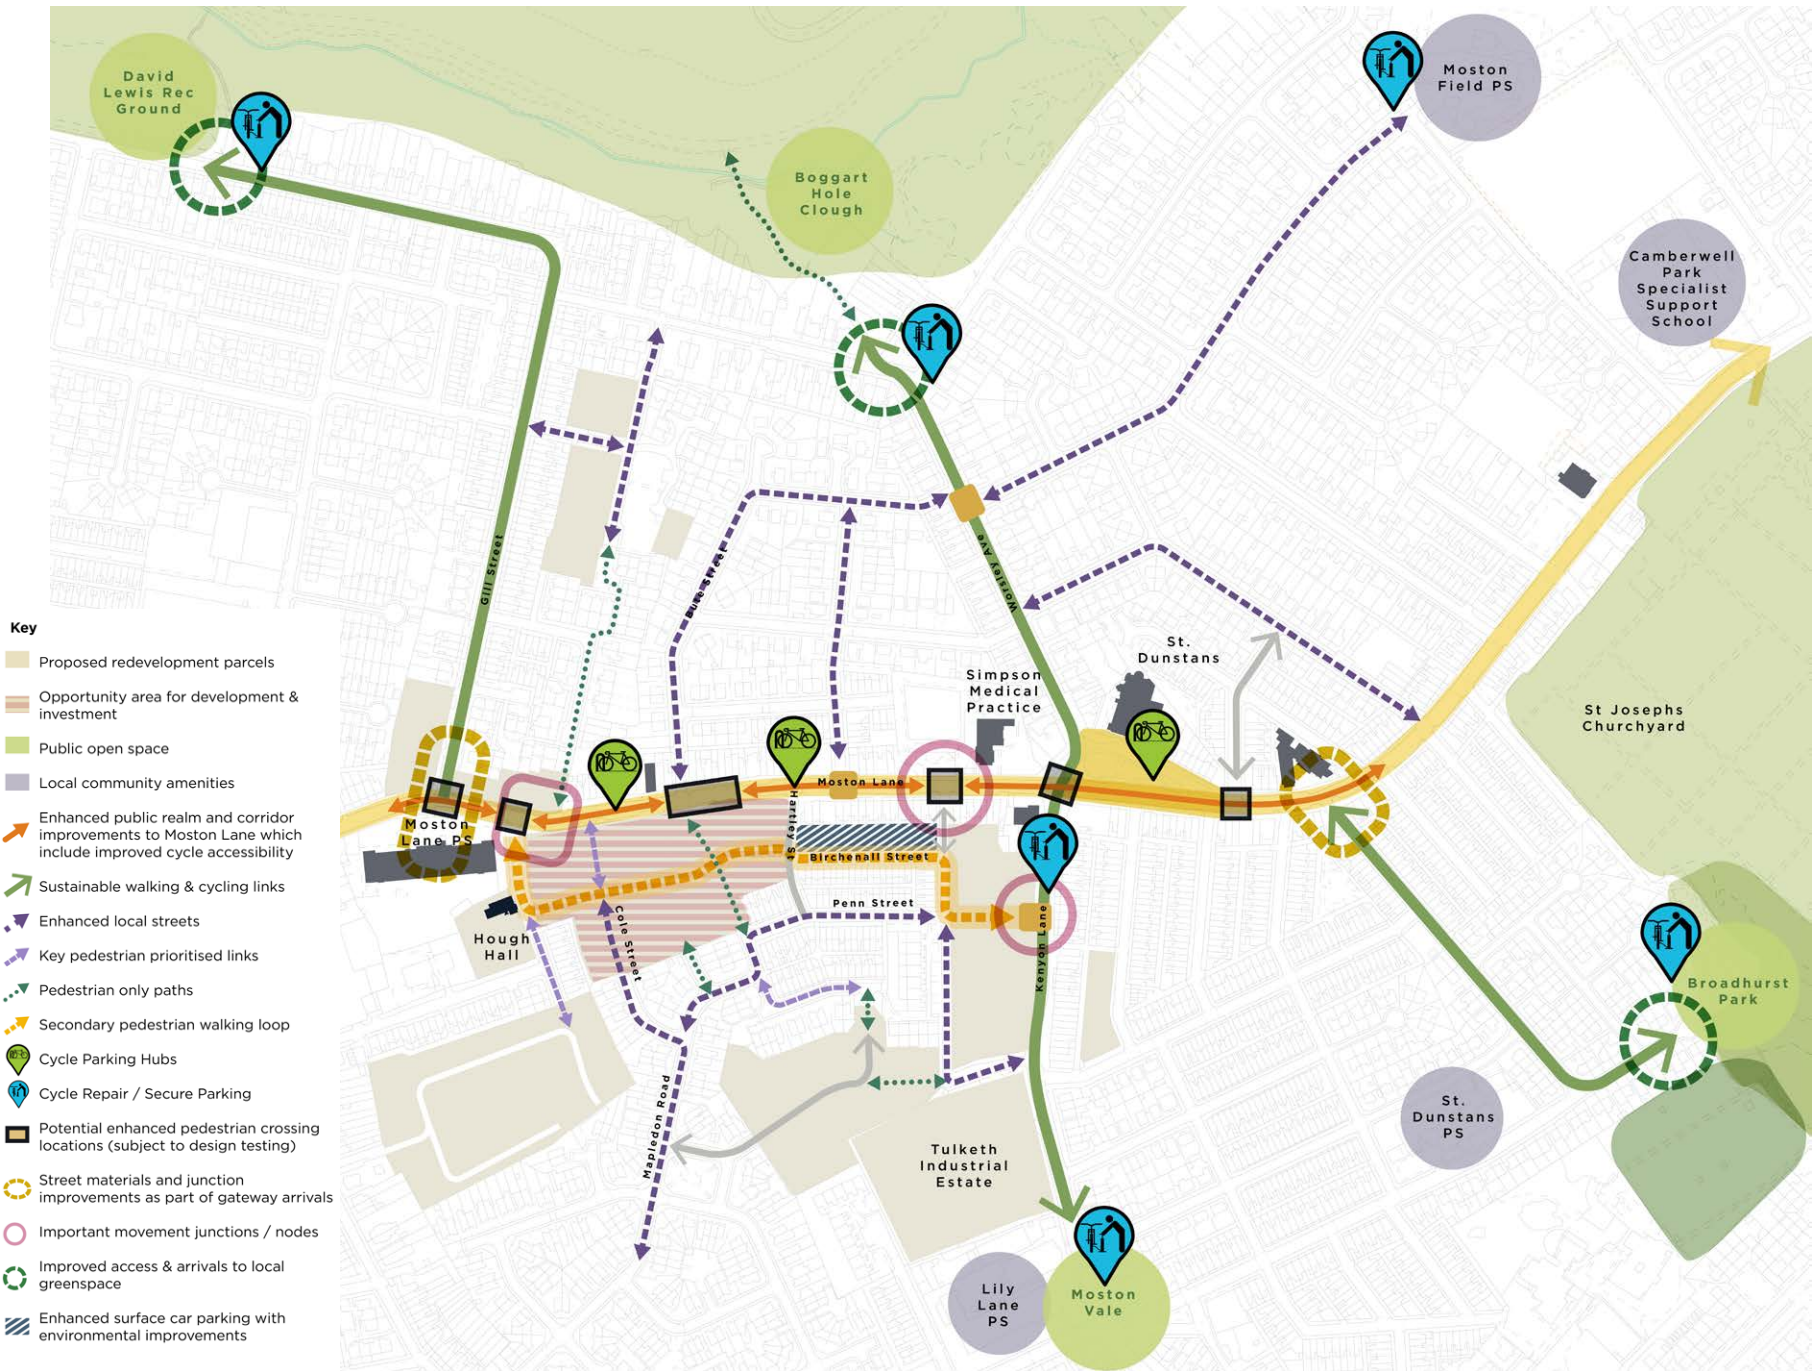 David
Lewis Rec
Ground
Moston
Field PS
Boggart
Hole
Clough
Camberwell
Park
Specialist
Support
School
Gill Street
Bute Street
Worsley Ave
St.
Dunstans
Simpson
Medical
Practice
St Josephs
Churchyard
Moston Lane
Moston
Lane PS
Hartley St
Birchenall Street
Penn Street
Cole Street
Hough
Hall
Kenyon Lane
Broadhurst
Park
Mapledon Road
St.
Dunstans
PS
Tulketh
Industrial
Estate
Lily
Lane
PS
Moston
Vale
Key
Proposed redevelopment parcels
Opportunity area for development &
investment
Public open space
Local community amenities
Enhanced public realm and corridor
improvements to Moston Lane which
include improved cycle accessibility
Sustainable walking & cycling links
Enhanced local streets
Key pedestrian prioritised links
Pedestrian only paths
Secondary pedestrian walking loop
Cycle Parking Hubs
Cycle Repair / Secure Parking
Potential enhanced pedestrian crossing
locations (subject to design testing)
Street materials and junction
improvements as part of gateway arrivals
Important movement junctions / nodes
Improved access & arrivals to local
greenspace
Enhanced surface car parking with
environmental improvements